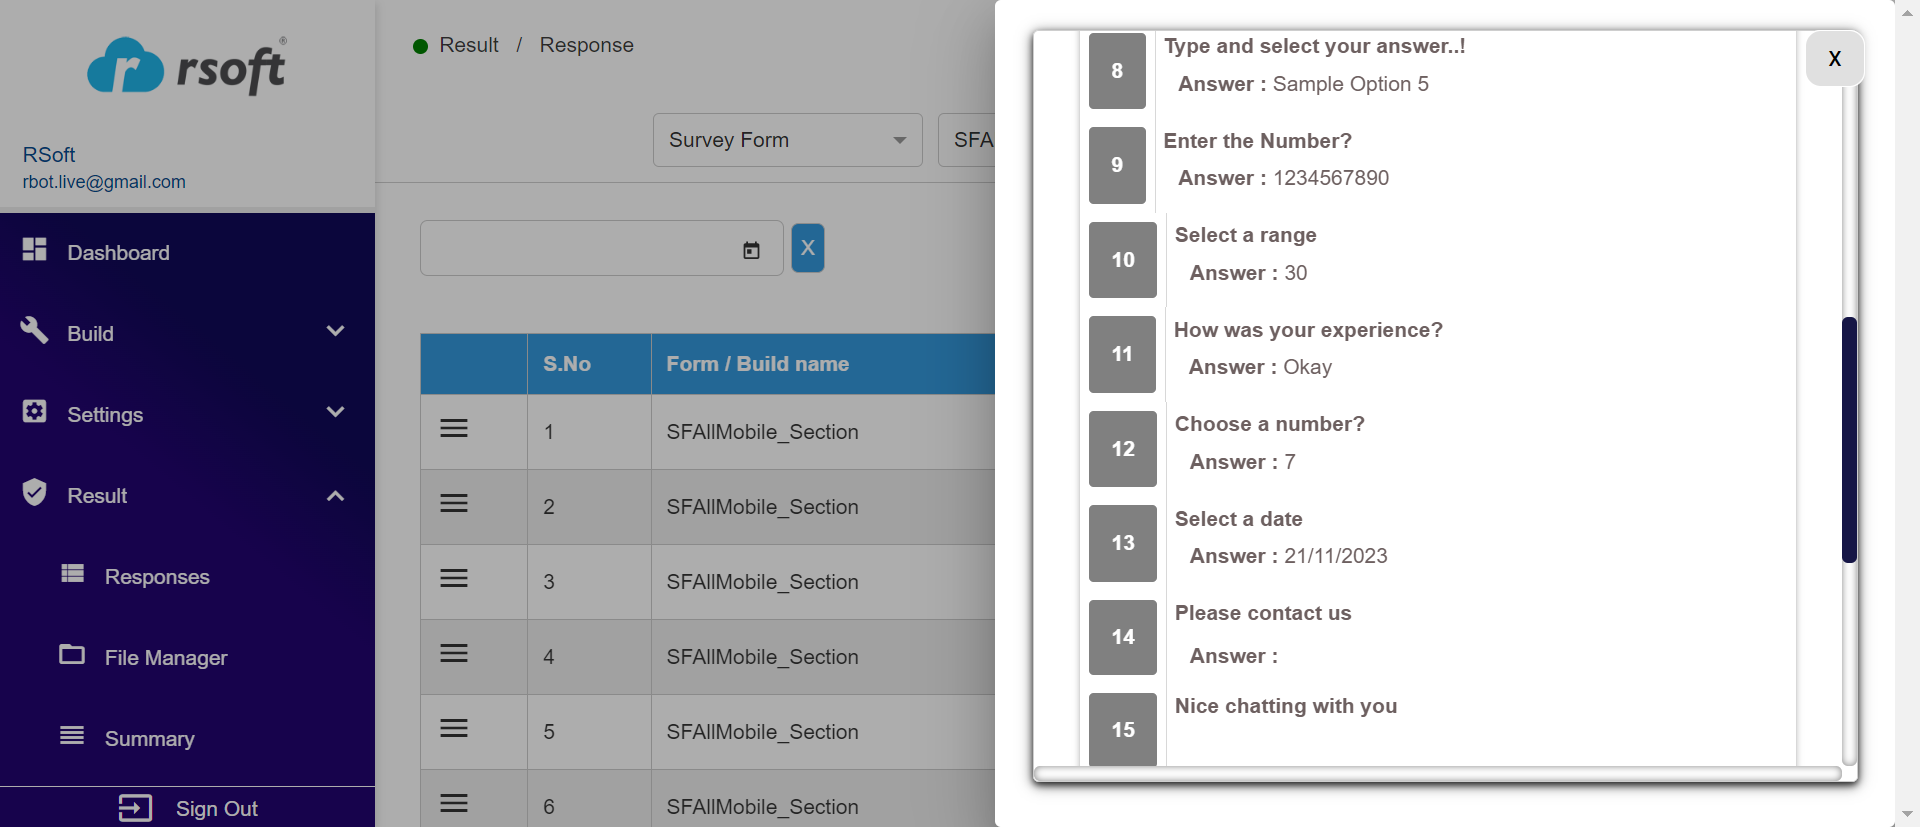 rsoft®
RSoft
rbot.live@gmail.com
Dashboard
Build
Settings
Result
Responses
File Manager
Summary
Sign Out
Result / Response
Survey Form
SFA
X
S.No Form / Build name
1 SFAllMobile_Section
2 SFAllMobile_Section
3 SFAllMobile_Section
4 SFAllMobile_Section
5 SFAllMobile_Section
6 SFAllMobile_Section
X
8 Type and select your answer..!
Answer : Sample Option 5
9 Enter the Number?
Answer : 1234567890
10 Select a range
Answer : 30
11 How was your experience?
Answer : Okay
12 Choose a number?
Answer : 7
13 Select a date
Answer : 21/11/2023
14 Please contact us
Answer :
15 Nice chatting with you